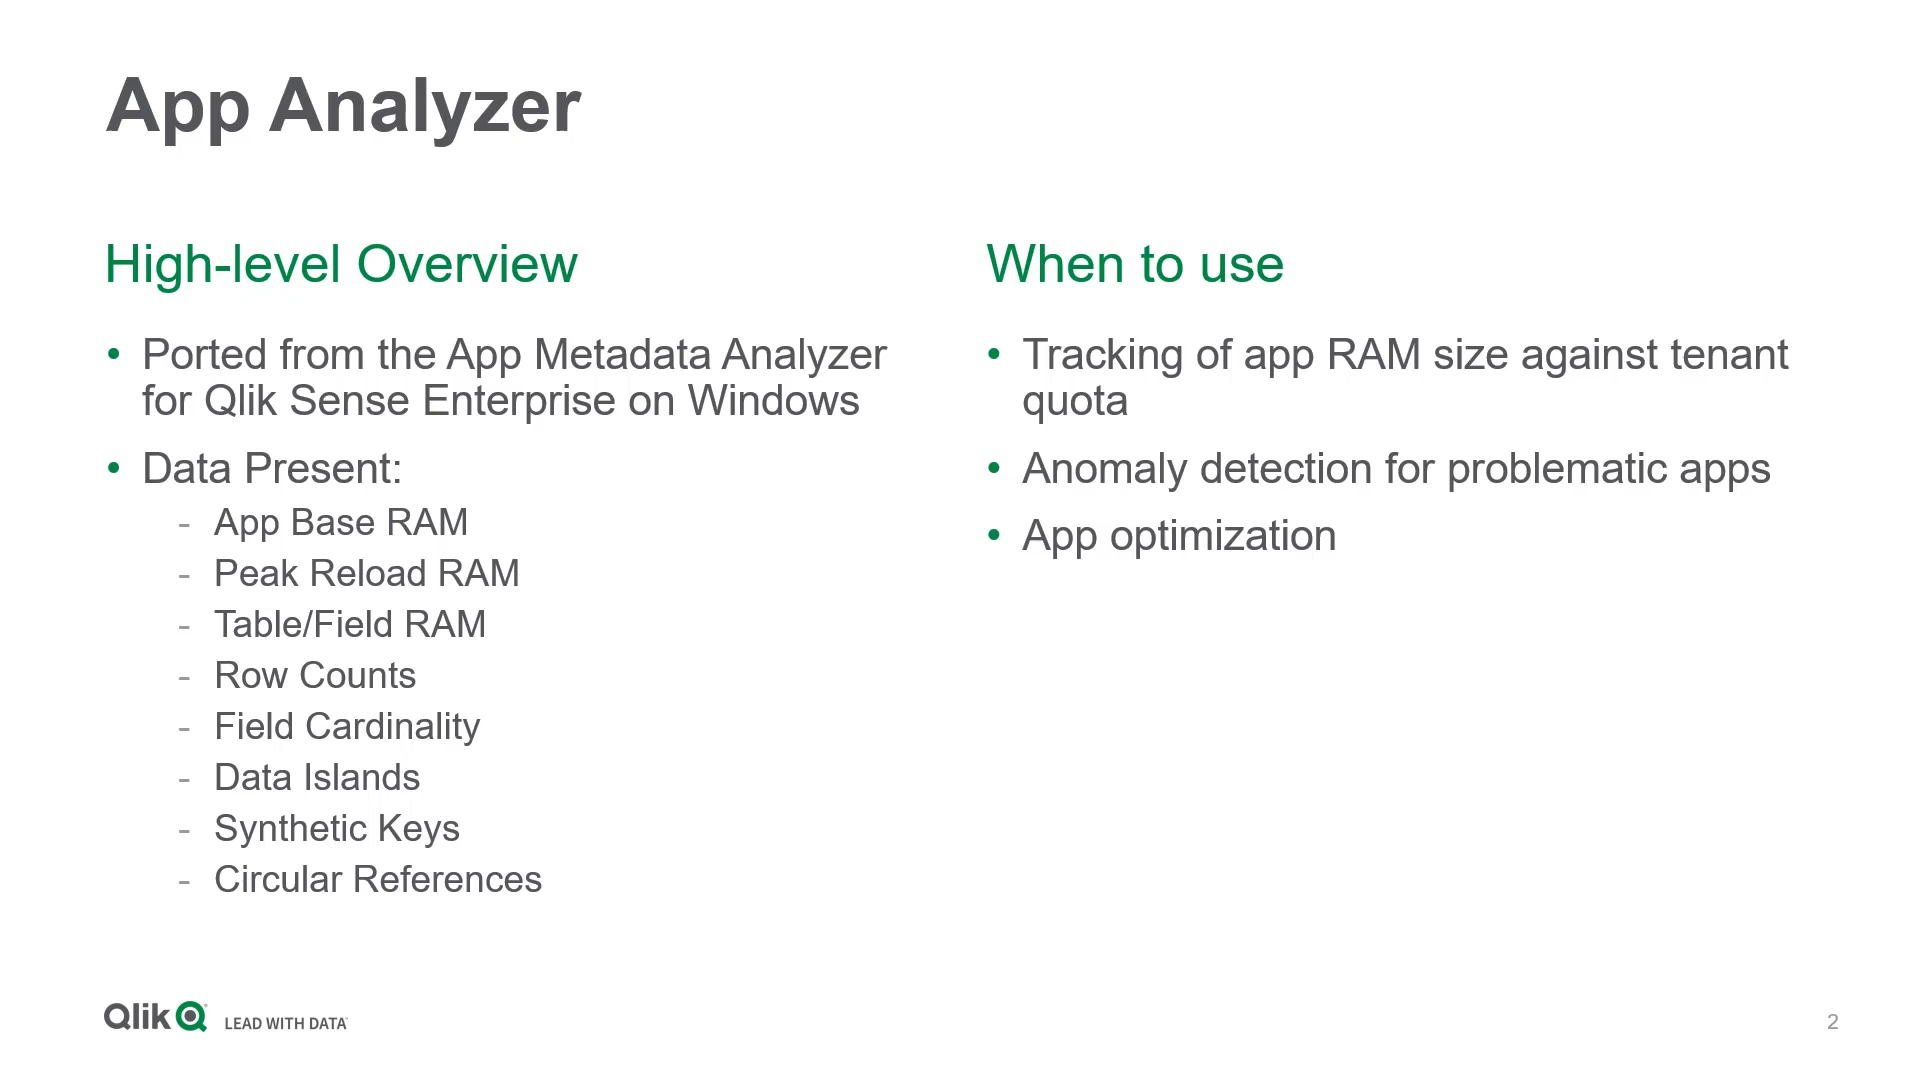 App Analyzer
High-level Overview
• Ported from the App Metadata Analyzer
for Qlik Sense Enterprise on Windows
• Data Present:
- App Base RAM
- Peak Reload RAM
- Table/Field RAM
- Row Counts
- Field Cardinality
- Data Islands
- Synthetic Keys
- Circular References
When to use
• Tracking of app RAM size against tenant
quota
• Anomaly detection for problematic apps
• App optimization
Qlik LEAD WITH DATA
2